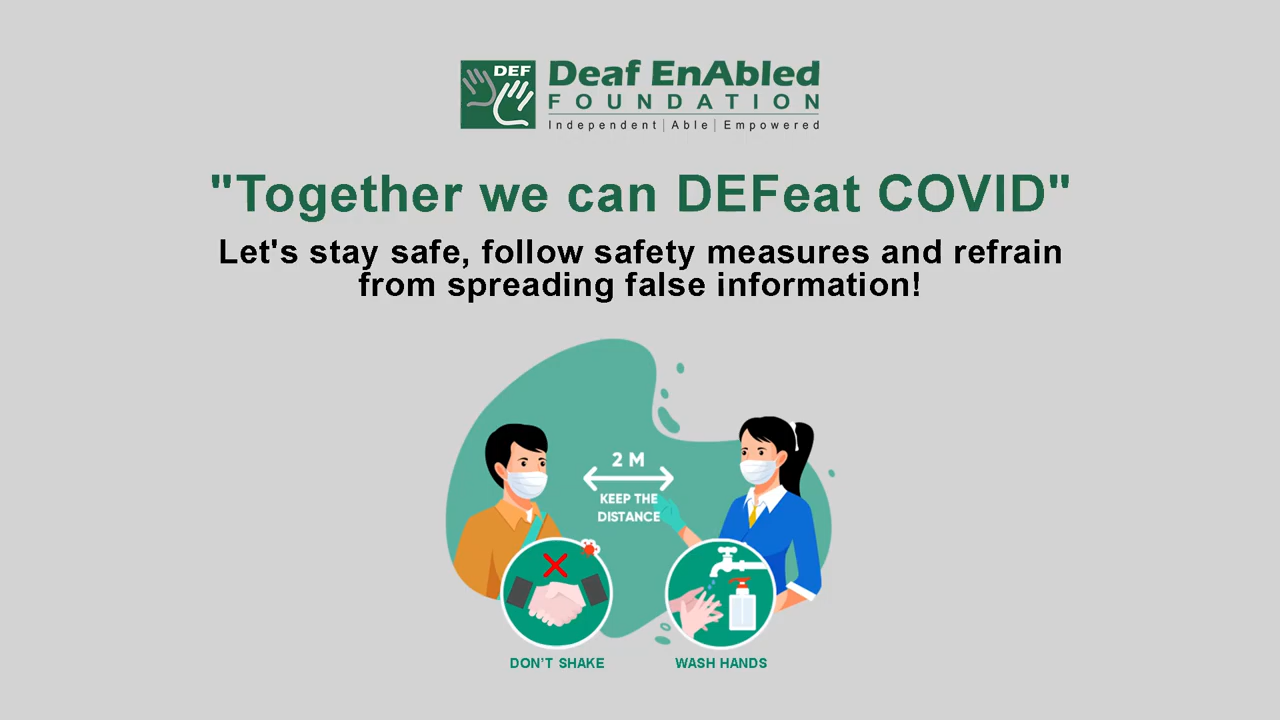 DEF
Deaf EnAbled
FOUNDATION
Independent | Able | Empowered
"Together we can DEFeat COVID"
Let's stay safe, follow safety measures and refrain
from spreading false information!
2 M
KEEP THE
DISTANCE
DON'T SHAKE
WASH HANDS